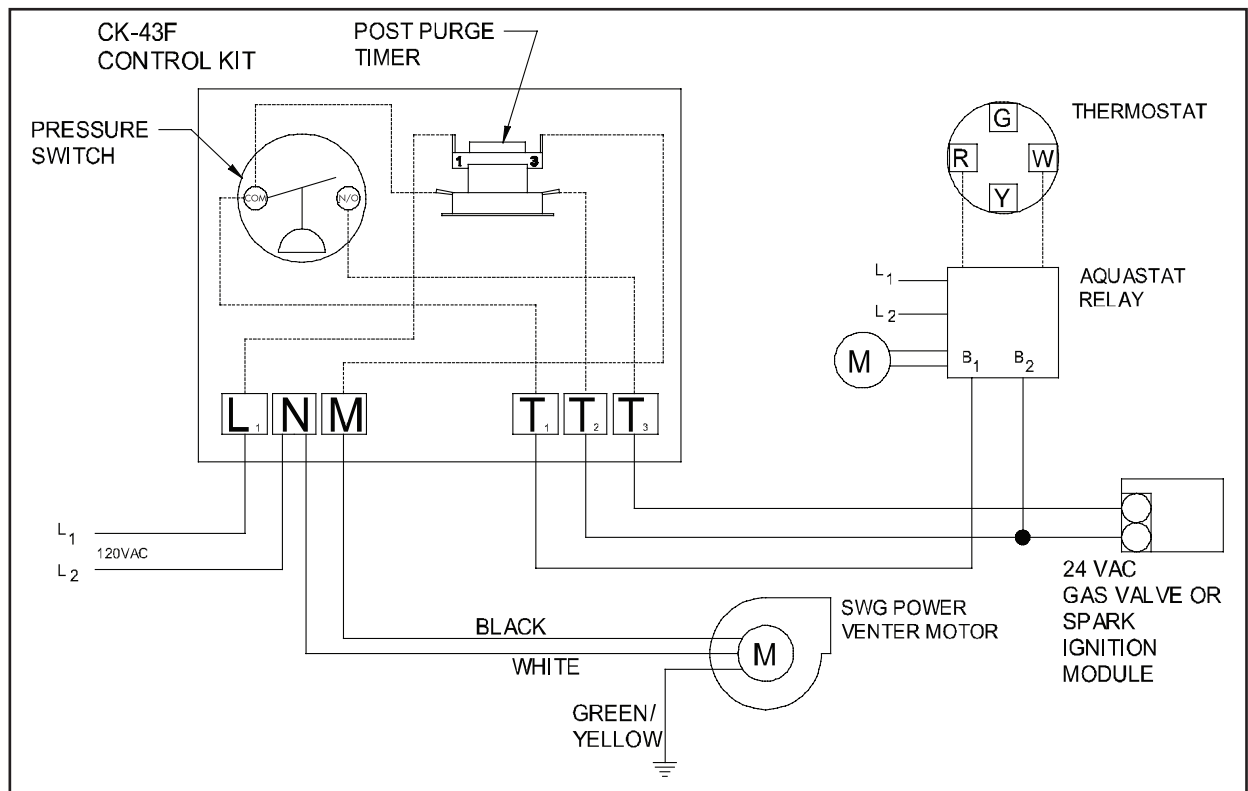 CK-43F
CONTROL KIT
POST PURGE
TIMER
PRESSURE
SWITCH
COM
N/O
1 3
THERMOSTAT
G
R W
Y
AQUASTAT
RELAY
L1
L2
M
B1 B2
L1 N M T1 T2 T3
L1
120VAC
L2
24 VAC
GAS VALVE OR
SPARK
IGNITION
MODULE
SWG POWER
VENTER MOTOR
M
BLACK
WHITE
GREEN/
YELLOW